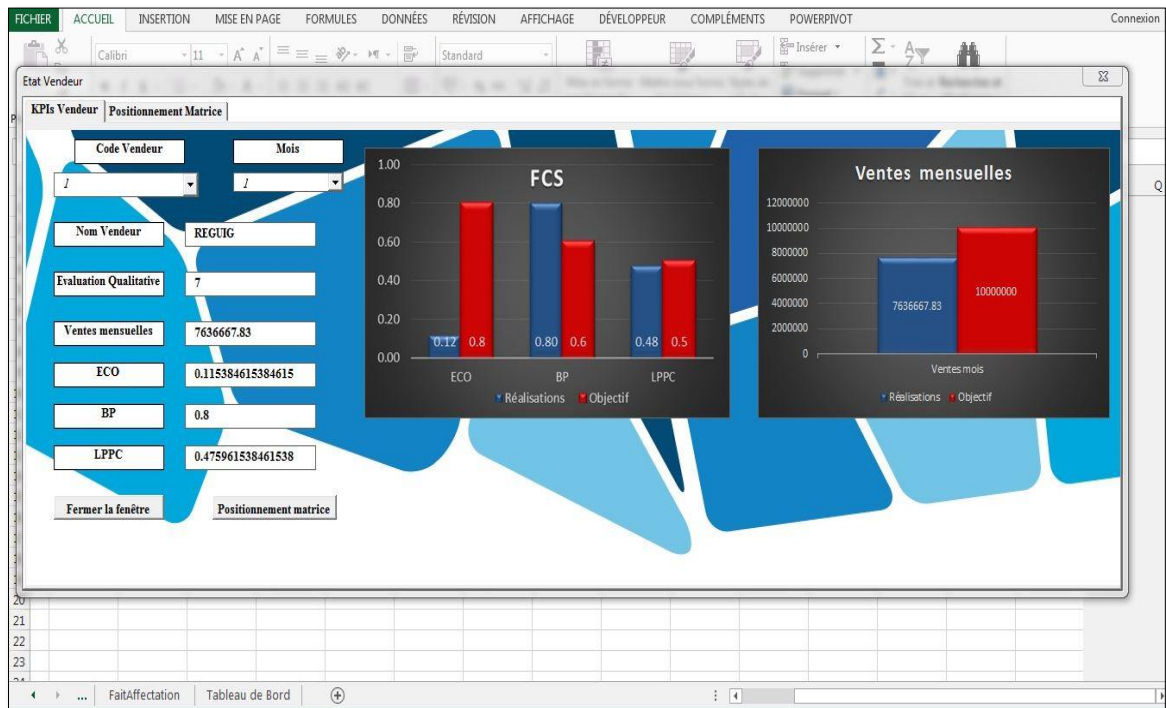 FICHIER ACCUEIL INSERTION MISE EN PAGE FORMULES DONNÉES RÉVISION AFFICHAGE DÉVELOPPEUR COMPLÉMENTS POWERPIVOT Connexion
Calibri 11 A A Standard Insérer
Etat Vendeur
KPIs Vendeur Positionnement Matrice
Code Vendeur Mois
1 1
Nom Vendeur REGUIG
Evaluation Qualitative 7
Ventes mensuelles 7636667.83
ECO 0.115384615384615
BP 0.8
LPPC 0.475961538461538
Fermer la fenêtre Positionnement matrice
FCS
1.00
0.80
0.60
0.40
0.20
0.00
0.12 0.8 0.80 0.6 0.48 0.5
ECO BP LPPC
Réalisations Objectif
Ventes mensuelles
12000000
10000000
8000000
6000000
4000000
2000000
0
7636667.83 10000000
Ventes mois
Réalisations Objectif
Q
20
21
22
23
... FaitAffectation Tableau de Bord